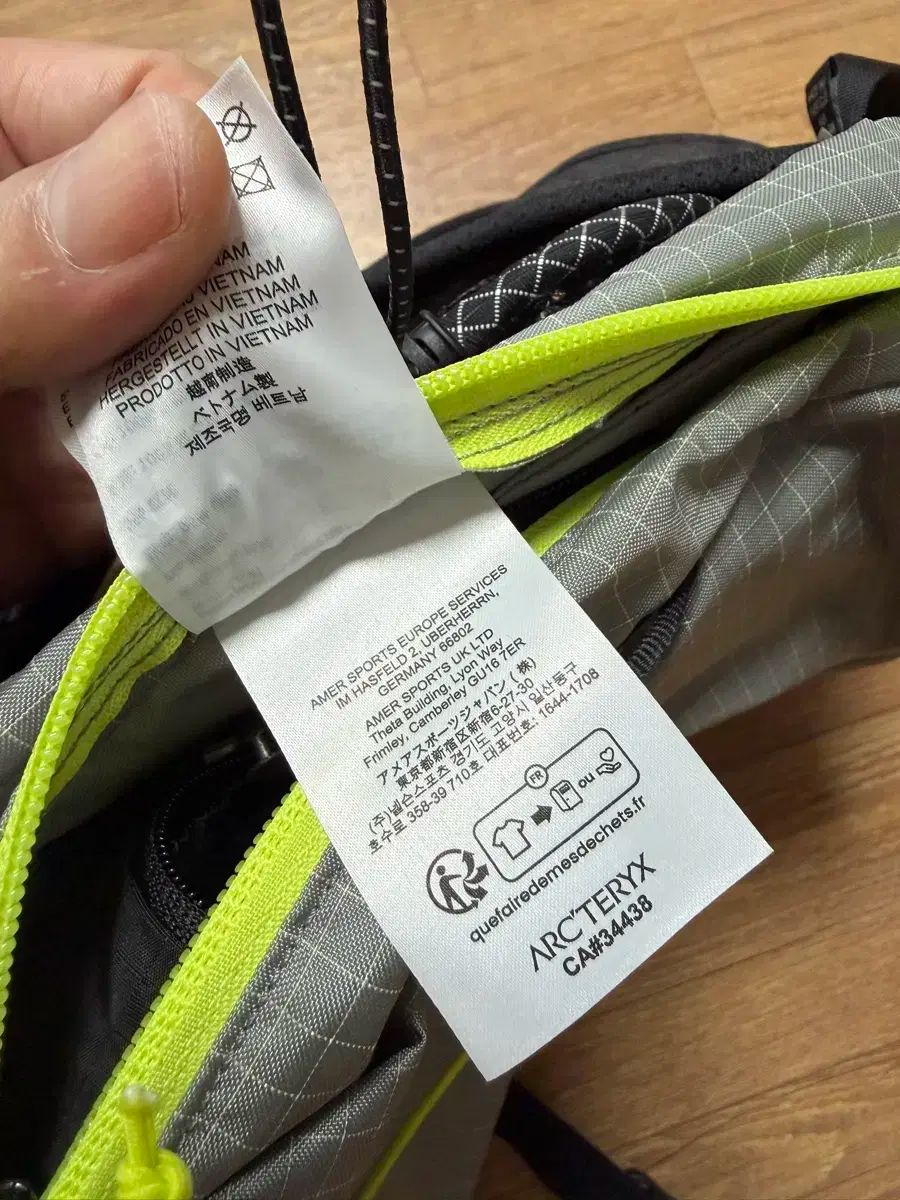 NAM
VIETNAM
FABRICADO EN VIETNAM
HERGESTELLT IN VIETNAM
PRODOTTO IN VIETNAM
越南制造
ベトナム製
제조국명 베트남
AMER SPORTS EUROPE SERVICES
IM HASFELD 2, UBERHERRN,
GERMANY 66802
AMER SPORTS UK LTD
Theta Building, Lyon Way
Frimley, Camberley GU16 7ER
アメアスポーツジャパン(株)
東京都新宿区新宿6-27-30
(주)넬슨스포츠 경기도 고양시 일산동구
호수로 358-39 710호 대표번호: 1644-1708
FR
ou
quefairedemesdechets.fr
ARC'TERYX
CA#34438